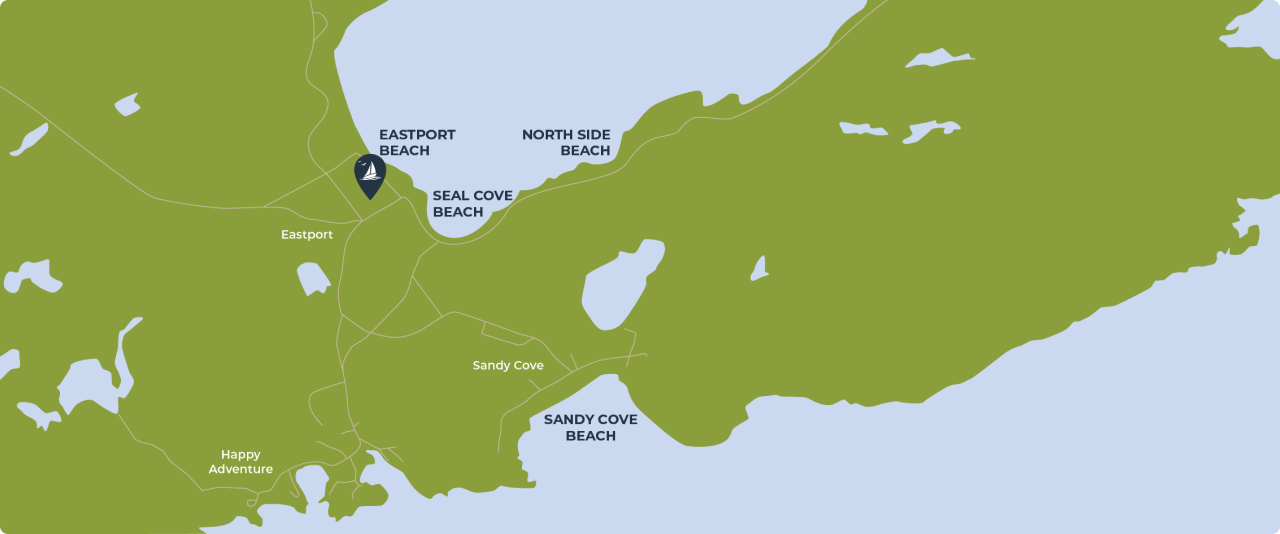 EASTPORT
BEACH
NORTH SIDE
BEACH
SEAL COVE
BEACH
Eastport
Sandy Cove
SANDY COVE
BEACH
Happy
Adventure